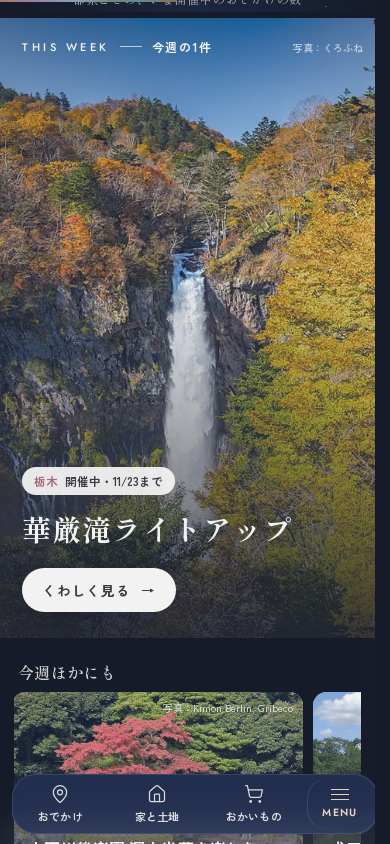 THIS WEEK — 今週の1件
写真：くろふね
栃木 開催中・11/23まで
華厳滝ライトアップ
くわしく見る →
今週ほかにも
写真：Kimon Berlin, Gribeco
おでかけ
家と土地
おかいもの
MENU